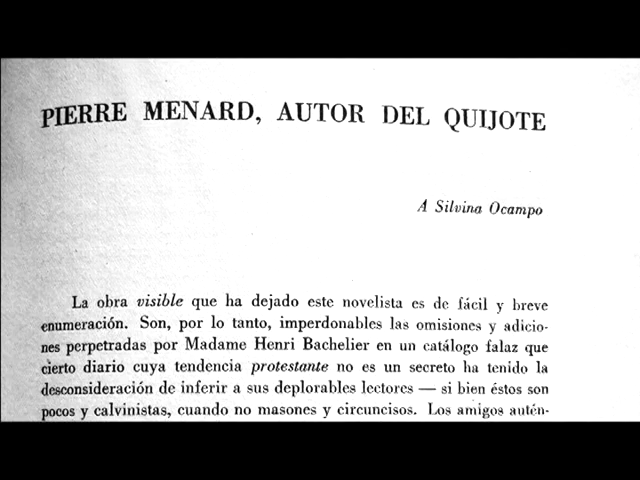 PIERRE MENARD, AUTOR DEL QUIJOTE
A Silvina Ocampo
La obra visible que ha dejado este novelista es de fácil y breve
enumeración. Son, por lo tanto, imperdonables las omisiones y adicio-
nes perpetradas por Madame Henri Bachelier en un catálogo falaz que
cierto diario cuya tendencia protestante no es un secreto ha tenido la
desconsideración de inferir a sus deplorables lectores — si bien éstos son
pocos y calvinistas, cuando no masones y circuncisos. Los amigos autén-